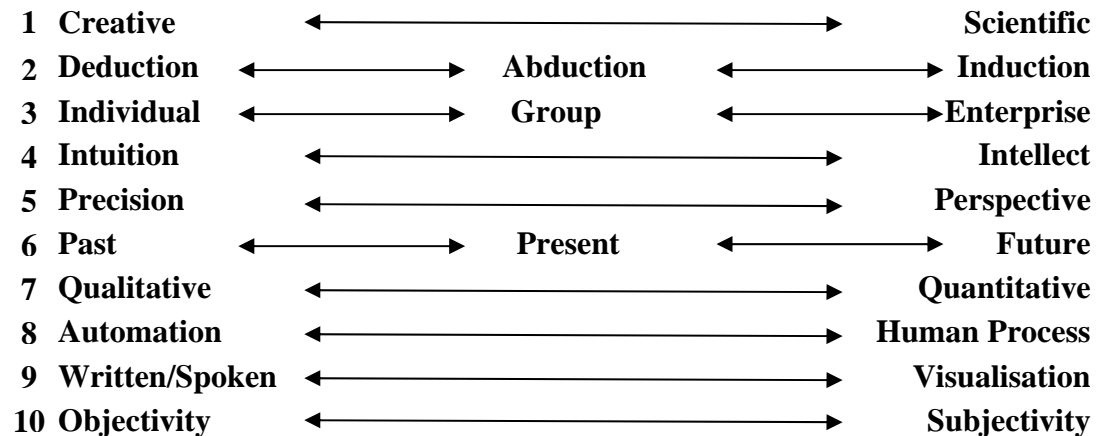 1 Creative Scientific
2 Deduction Abduction Induction
3 Individual Group Enterprise
4 Intuition Intellect
5 Precision Perspective
6 Past Present Future
7 Qualitative Quantitative
8 Automation Human Process
9 Written/Spoken Visualisation
10 Objectivity Subjectivity